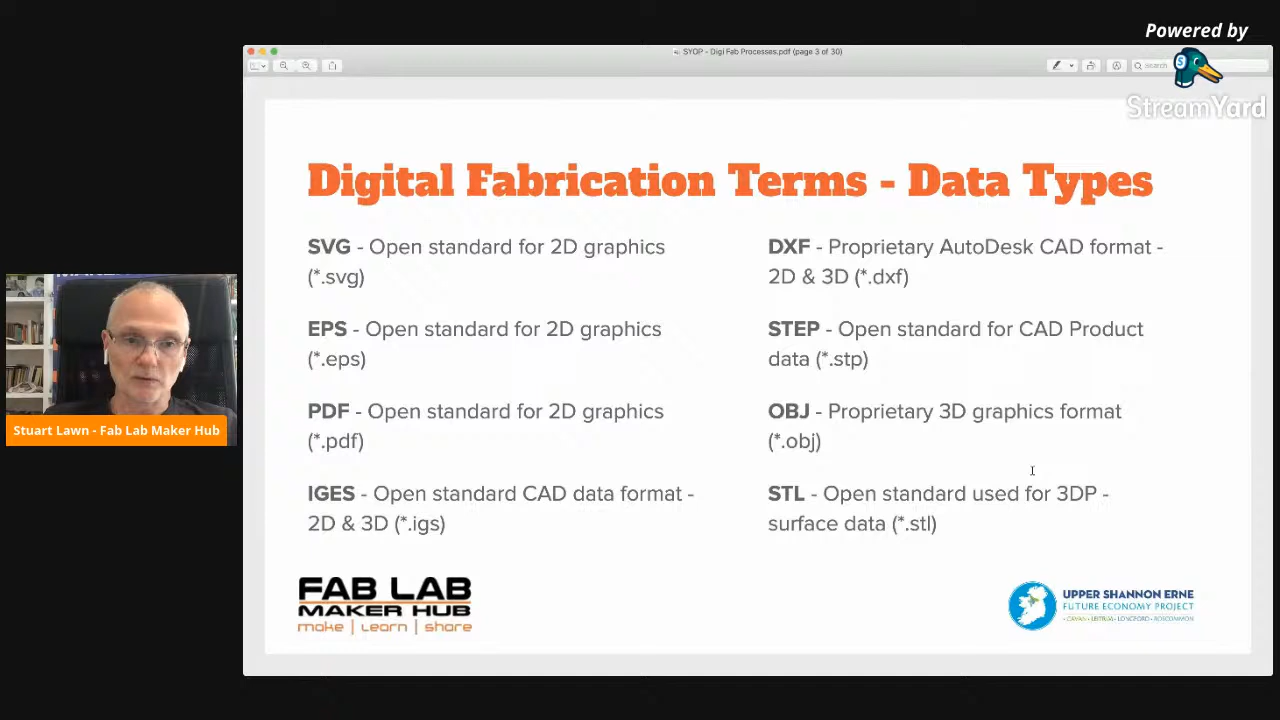 Powered by
StreamYard
SYOP - Digi Fab Processes.pdf (page 3 of 30)
Search
Digital Fabrication Terms - Data Types
SVG - Open standard for 2D graphics
(*.svg)
EPS - Open standard for 2D graphics
(*.eps)
PDF - Open standard for 2D graphics
(*.pdf)
IGES - Open standard CAD data format -
2D & 3D (*.igs)
DXF - Proprietary AutoDesk CAD format -
2D & 3D (*.dxf)
STEP - Open standard for CAD Product
data (*.stp)
OBJ - Proprietary 3D graphics format
(*.obj)
STL - Open standard used for 3DP -
surface data (*.stl)
Stuart Lawn - Fab Lab Maker Hub
FAB LAB
MAKER HUB
make | Learn | share
UPPER SHANNON ERNE
FUTURE ECONOMY PROJECT
• CAVAN • LEITRIM • LONGFORD • ROSCOMMON